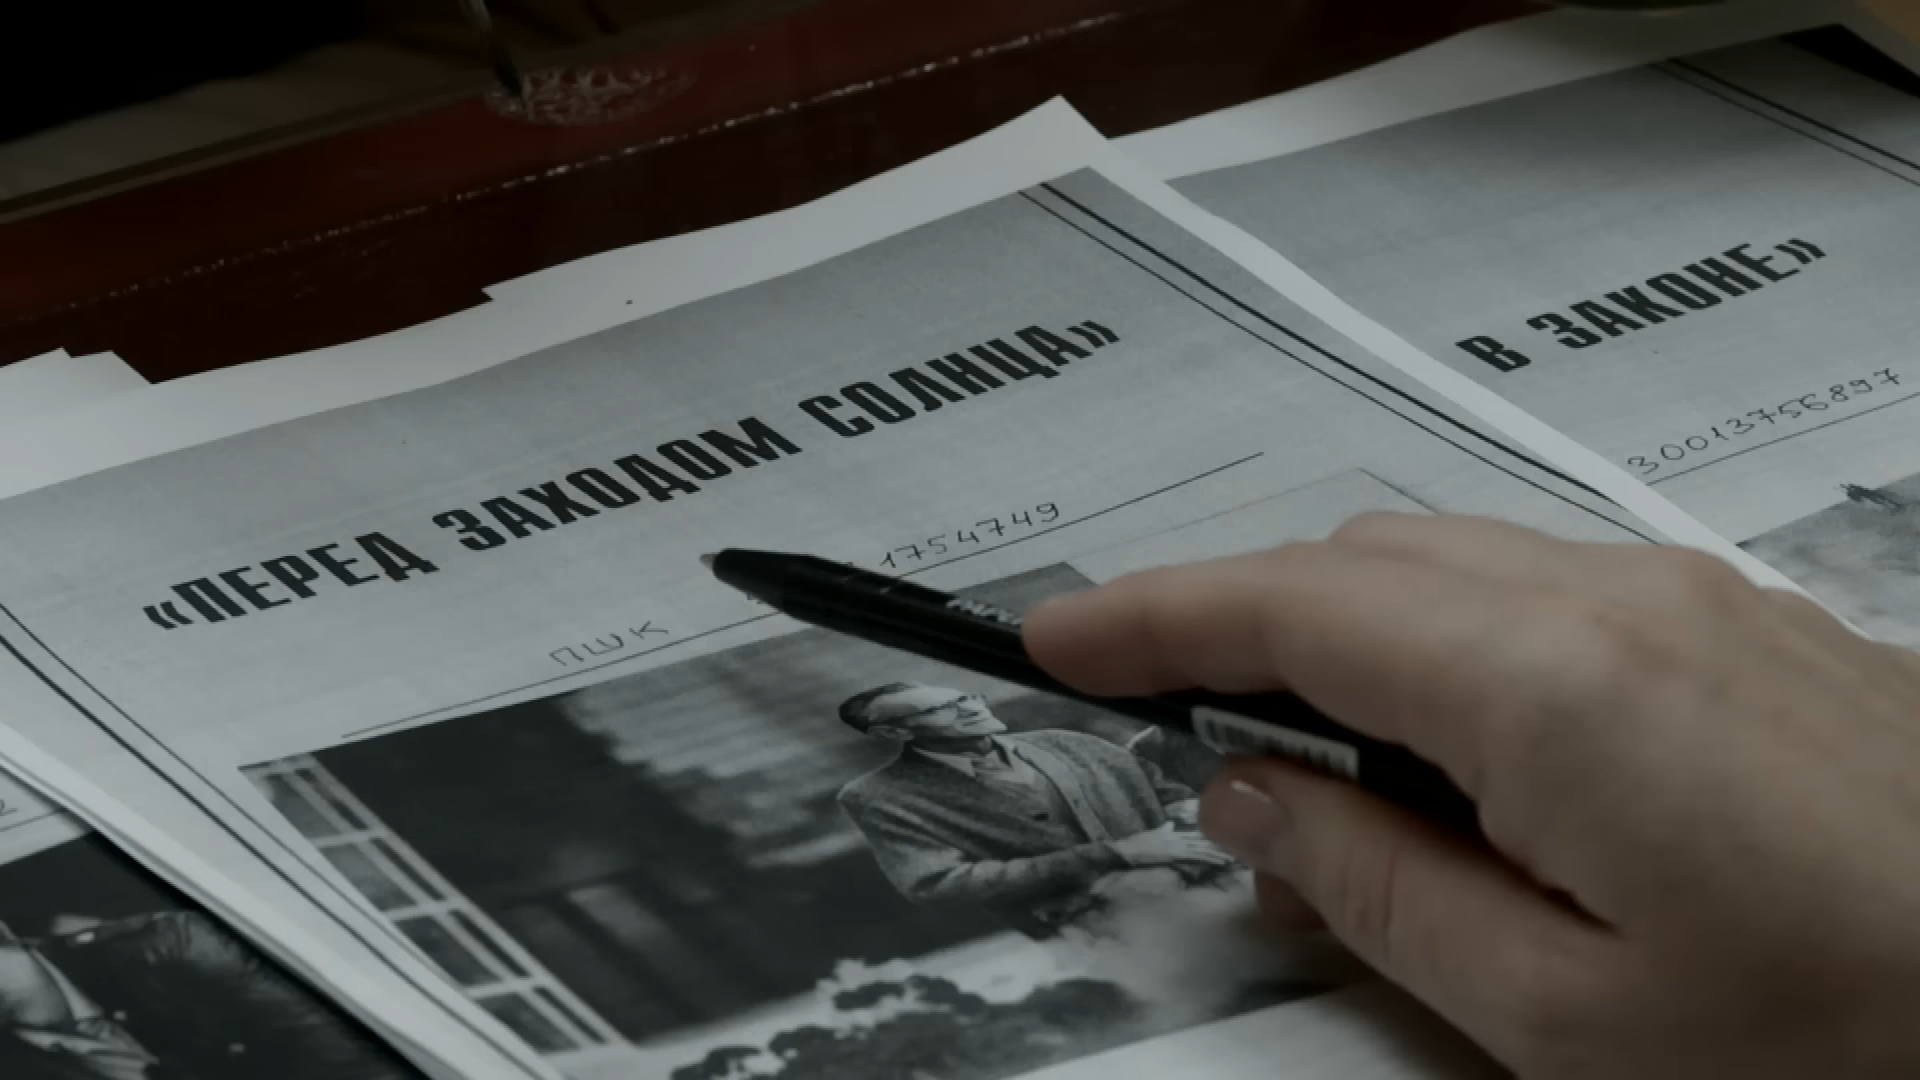 «ПЕРЕД ЗАХОДОМ СОЛНЦА»
ПШК 1754749
В ЗАКОНЕ»
30013756897